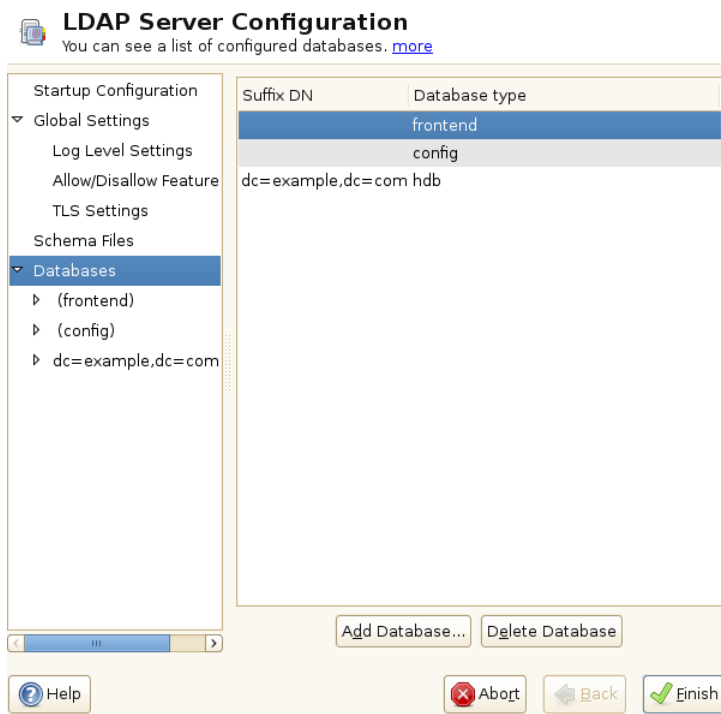 LDAP Server Configuration
You can see a list of configured databases. more
Startup Configuration
Global Settings
Log Level Settings
Allow/Disallow Feature
TLS Settings
Schema Files
Databases
(frontend)
(config)
dc=example,dc=com
Suffix DN Database type
frontend
config
dc=example,dc=com hdb
Add Database... Delete Database
Help Abort Back Finish